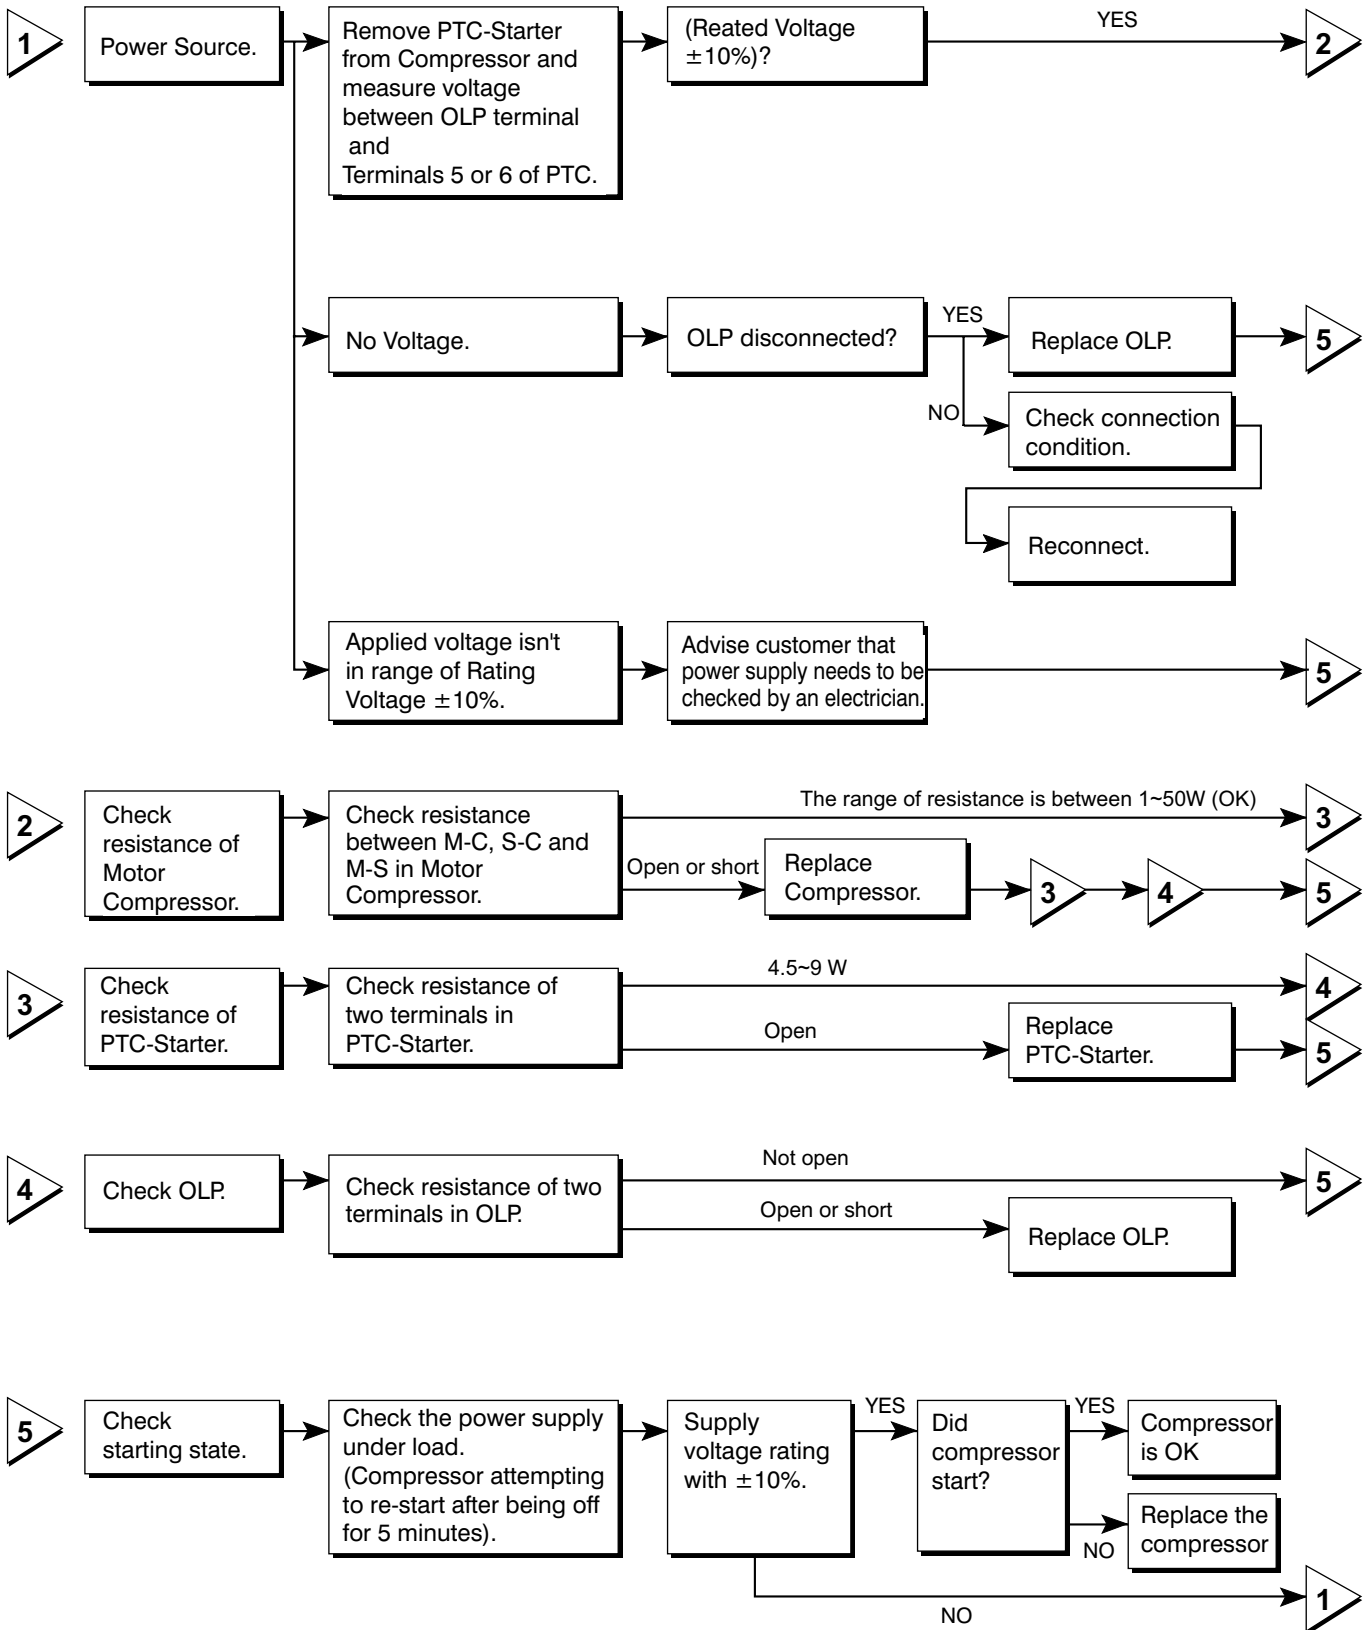 1
Power Source.
Remove PTC-Starter
from Compressor and
measure voltage
between OLP terminal
and
Terminals 5 or 6 of PTC.
(Reated Voltage
±10%)?
YES
2
No Voltage.
OLP disconnected?
YES
Replace OLP.
5
NO
Check connection
condition.
Reconnect.
Applied voltage isn't
in range of Rating
Voltage ±10%.
Advise customer that
power supply needs to be
checked by an electrician.
5
2
Check
resistance of
Motor
Compressor.
Check resistance
between M-C, S-C and
M-S in Motor
Compressor.
The range of resistance is between 1~50W (OK)
3
Open or short
Replace
Compressor.
3
4
5
3
Check
resistance of
PTC-Starter.
Check resistance of
two terminals in
PTC-Starter.
4.5~9 W
4
Open
Replace
PTC-Starter.
5
4
Check OLP.
Check resistance of two
terminals in OLP.
Not open
5
Open or short
Replace OLP.
5
Check
starting state.
Check the power supply
under load.
(Compressor attempting
to re-start after being off
for 5 minutes).
Supply
voltage rating
with ±10%.
YES
Did
compressor
start?
YES
Compressor
is OK
NO
Replace the
compressor
NO
1